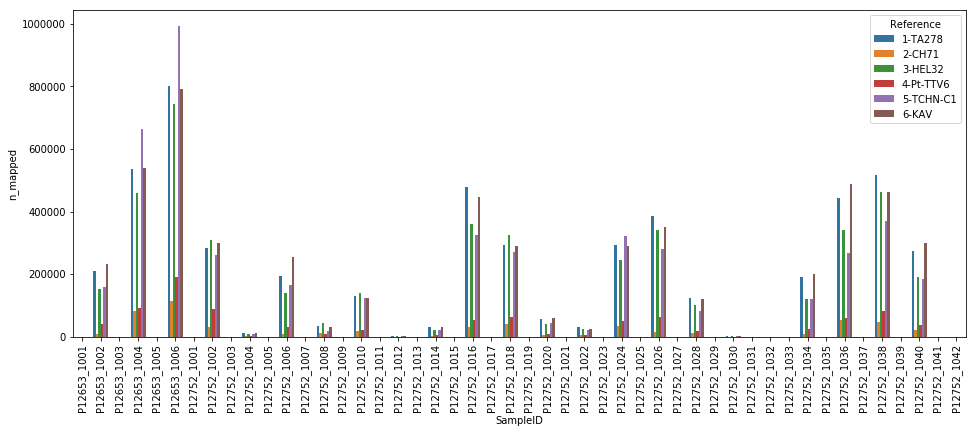 Reference
1-TA278
2-CH71
3-HEL32
4-Pt-TTV6
5-TCHN-C1
6-KAV
n_mapped
1000000
800000
600000
400000
200000
0
P12653_1001
P12653_1002
P12653_1003
P12653_1004
P12653_1005
P12653_1006
P12752_1001
P12752_1002
P12752_1003
P12752_1004
P12752_1005
P12752_1006
P12752_1007
P12752_1008
P12752_1009
P12752_1010
P12752_1011
P12752_1012
P12752_1013
P12752_1014
P12752_1015
P12752_1016
P12752_1017
P12752_1018
P12752_1019
P12752_1020
P12752_1021
P12752_1022
P12752_1023
P12752_1024
P12752_1025
P12752_1026
P12752_1027
P12752_1028
P12752_1029
P12752_1030
P12752_1031
P12752_1032
P12752_1033
P12752_1034
P12752_1035
P12752_1036
P12752_1037
P12752_1038
P12752_1039
P12752_1040
P12752_1041
P12752_1042
SampleID